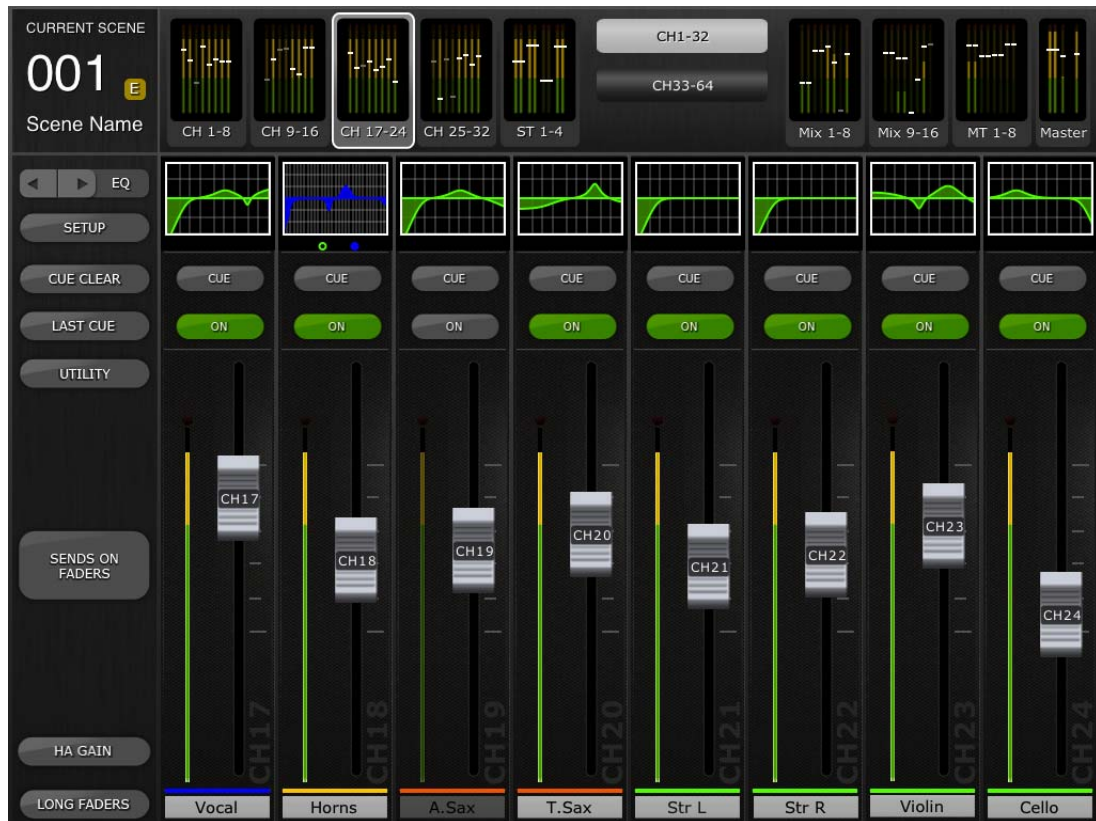 CURRENT SCENE
001 E
Scene Name
CH 1-8
CH 9-16
CH 17-24
CH 25-32
ST 1-4
CH1-32
CH33-64
Mix 1-8
Mix 9-16
MT 1-8
Master
EQ
SETUP
CUE CLEAR
CUE CUE CUE CUE CUE CUE CUE CUE
LAST CUE
ON ON ON ON ON ON ON ON
UTILITY
CH17
CH18
CH19
CH20
CH21
CH22
CH23
CH24
SENDS ON
FADERS
CH17
CH18
CH19
CH20
CH21
CH22
CH23
CH24
HA GAIN
LONG FADERS
Vocal
Horns
A.Sax
T.Sax
Str L
Str R
Violin
Cello